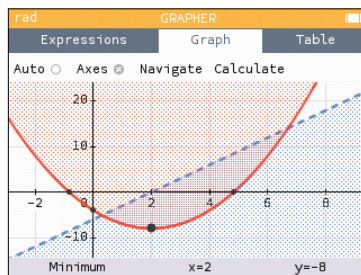 rad GRAPHER
Expressions Graph Table
Auto Axes Navigate Calculate
20
10
-2 0 2 4 6 8
-10
Minimum x=2 y=-8